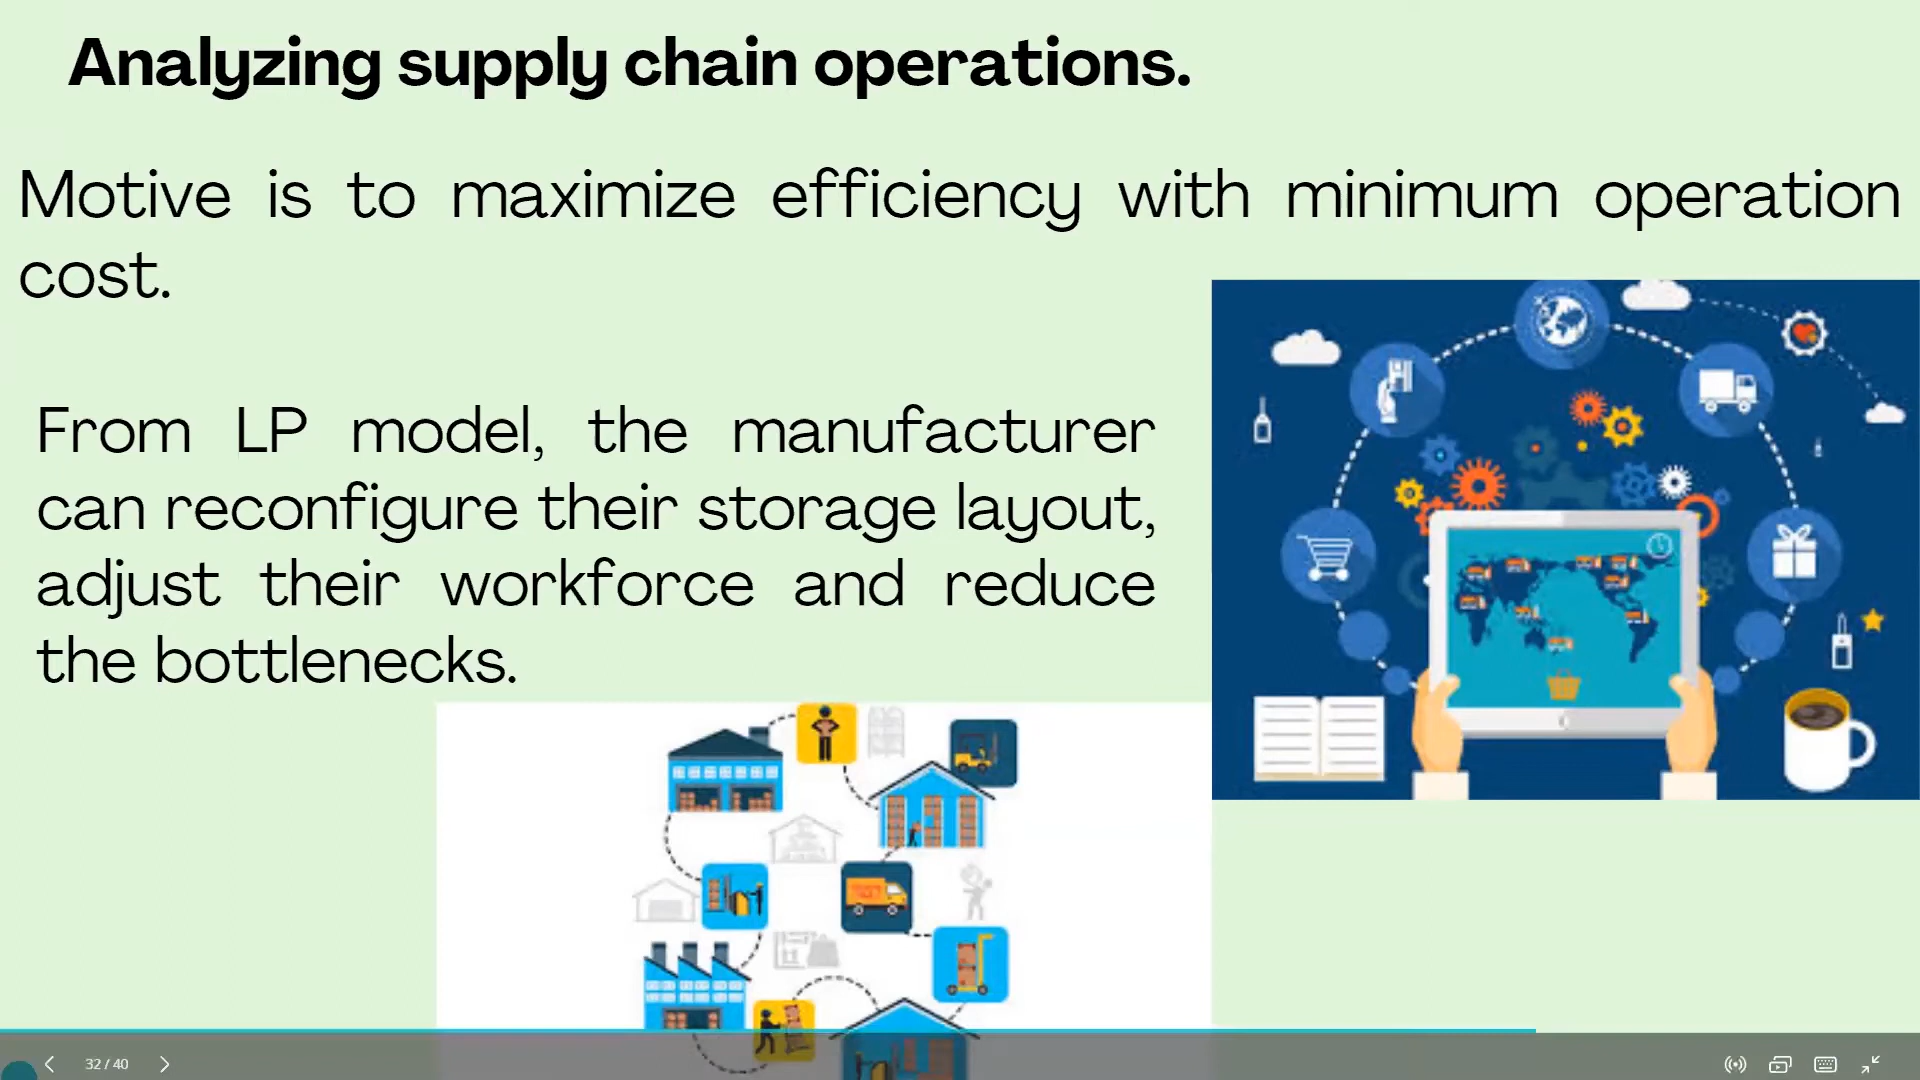 Analyzing supply chain operations.
Motive is to maximize efficiency with minimum operation
cost.
From LP model, the manufacturer
can reconfigure their storage layout,
adjust their workforce and reduce
the bottlenecks.
32 / 40